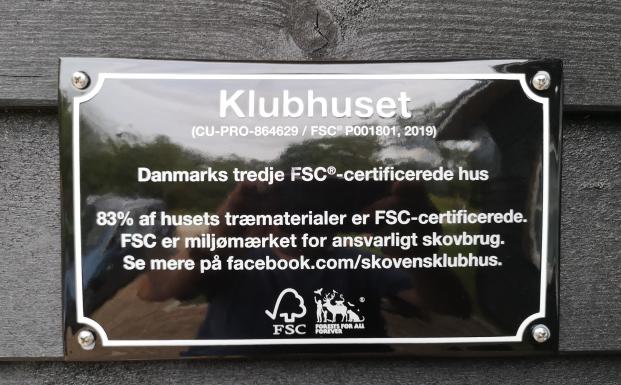 Klubhuset
(CU-PRO-864629 / FSC® P001801, 2019)
Danmarks tredje FSC®-certificerede hus
83% af husets træmaterialer er FSC-certificerede.
FSC er miljømærket for ansvarligt skovbrug.
Se mere på facebook.com/skovensklubhus.
FSC
®
FORESTS FOR ALL
FOREVER